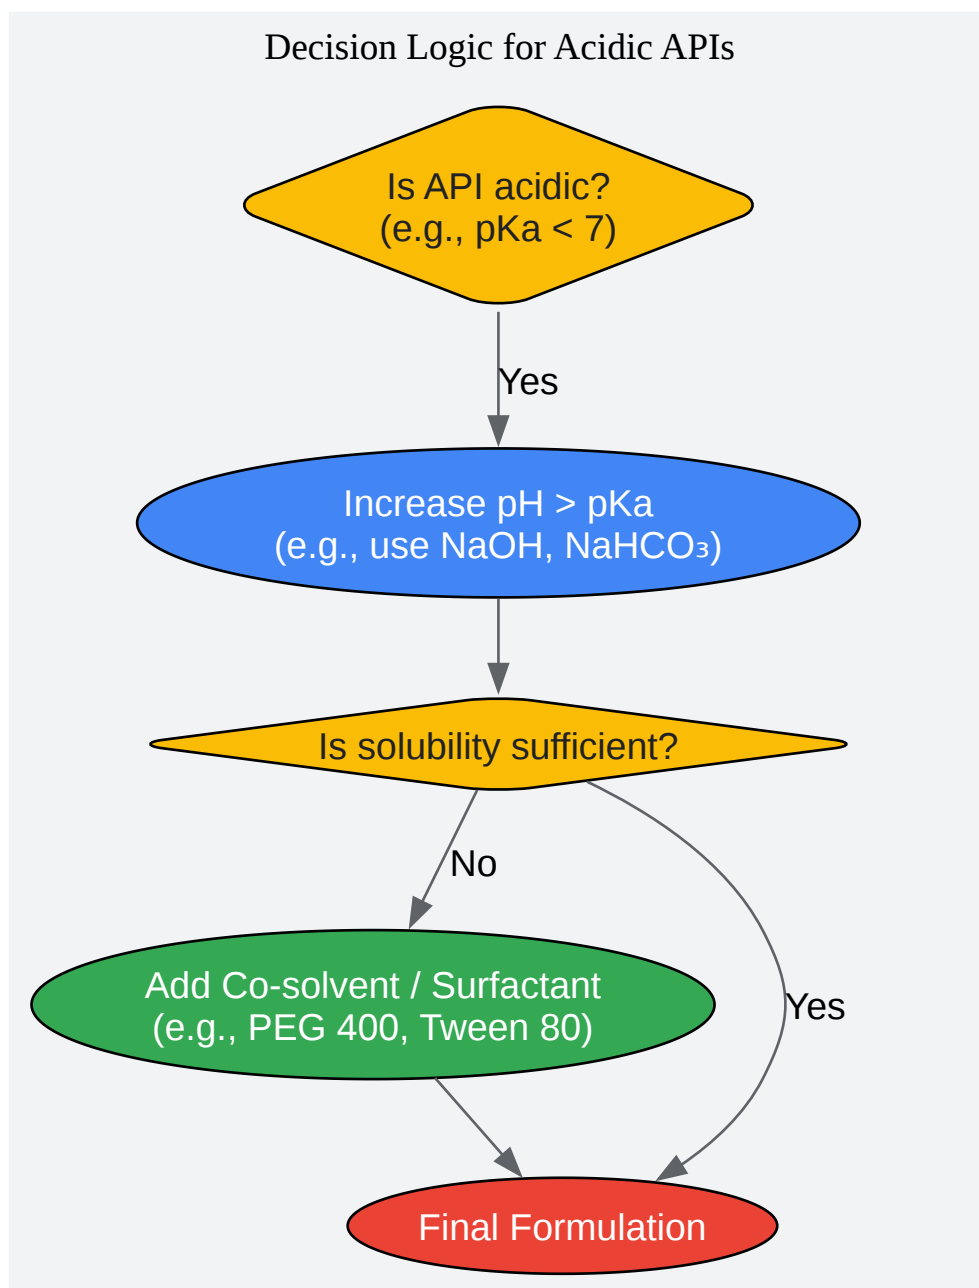 Decision Logic for Acidic APIs
Is API acidic?
(e.g., pKa < 7)
Yes
Increase pH > pKa
(e.g., use NaOH, NaHCO₃)
Is solubility sufficient?
No
Add Co-solvent / Surfactant
(e.g., PEG 400, Tween 80)
Yes
Final Formulation